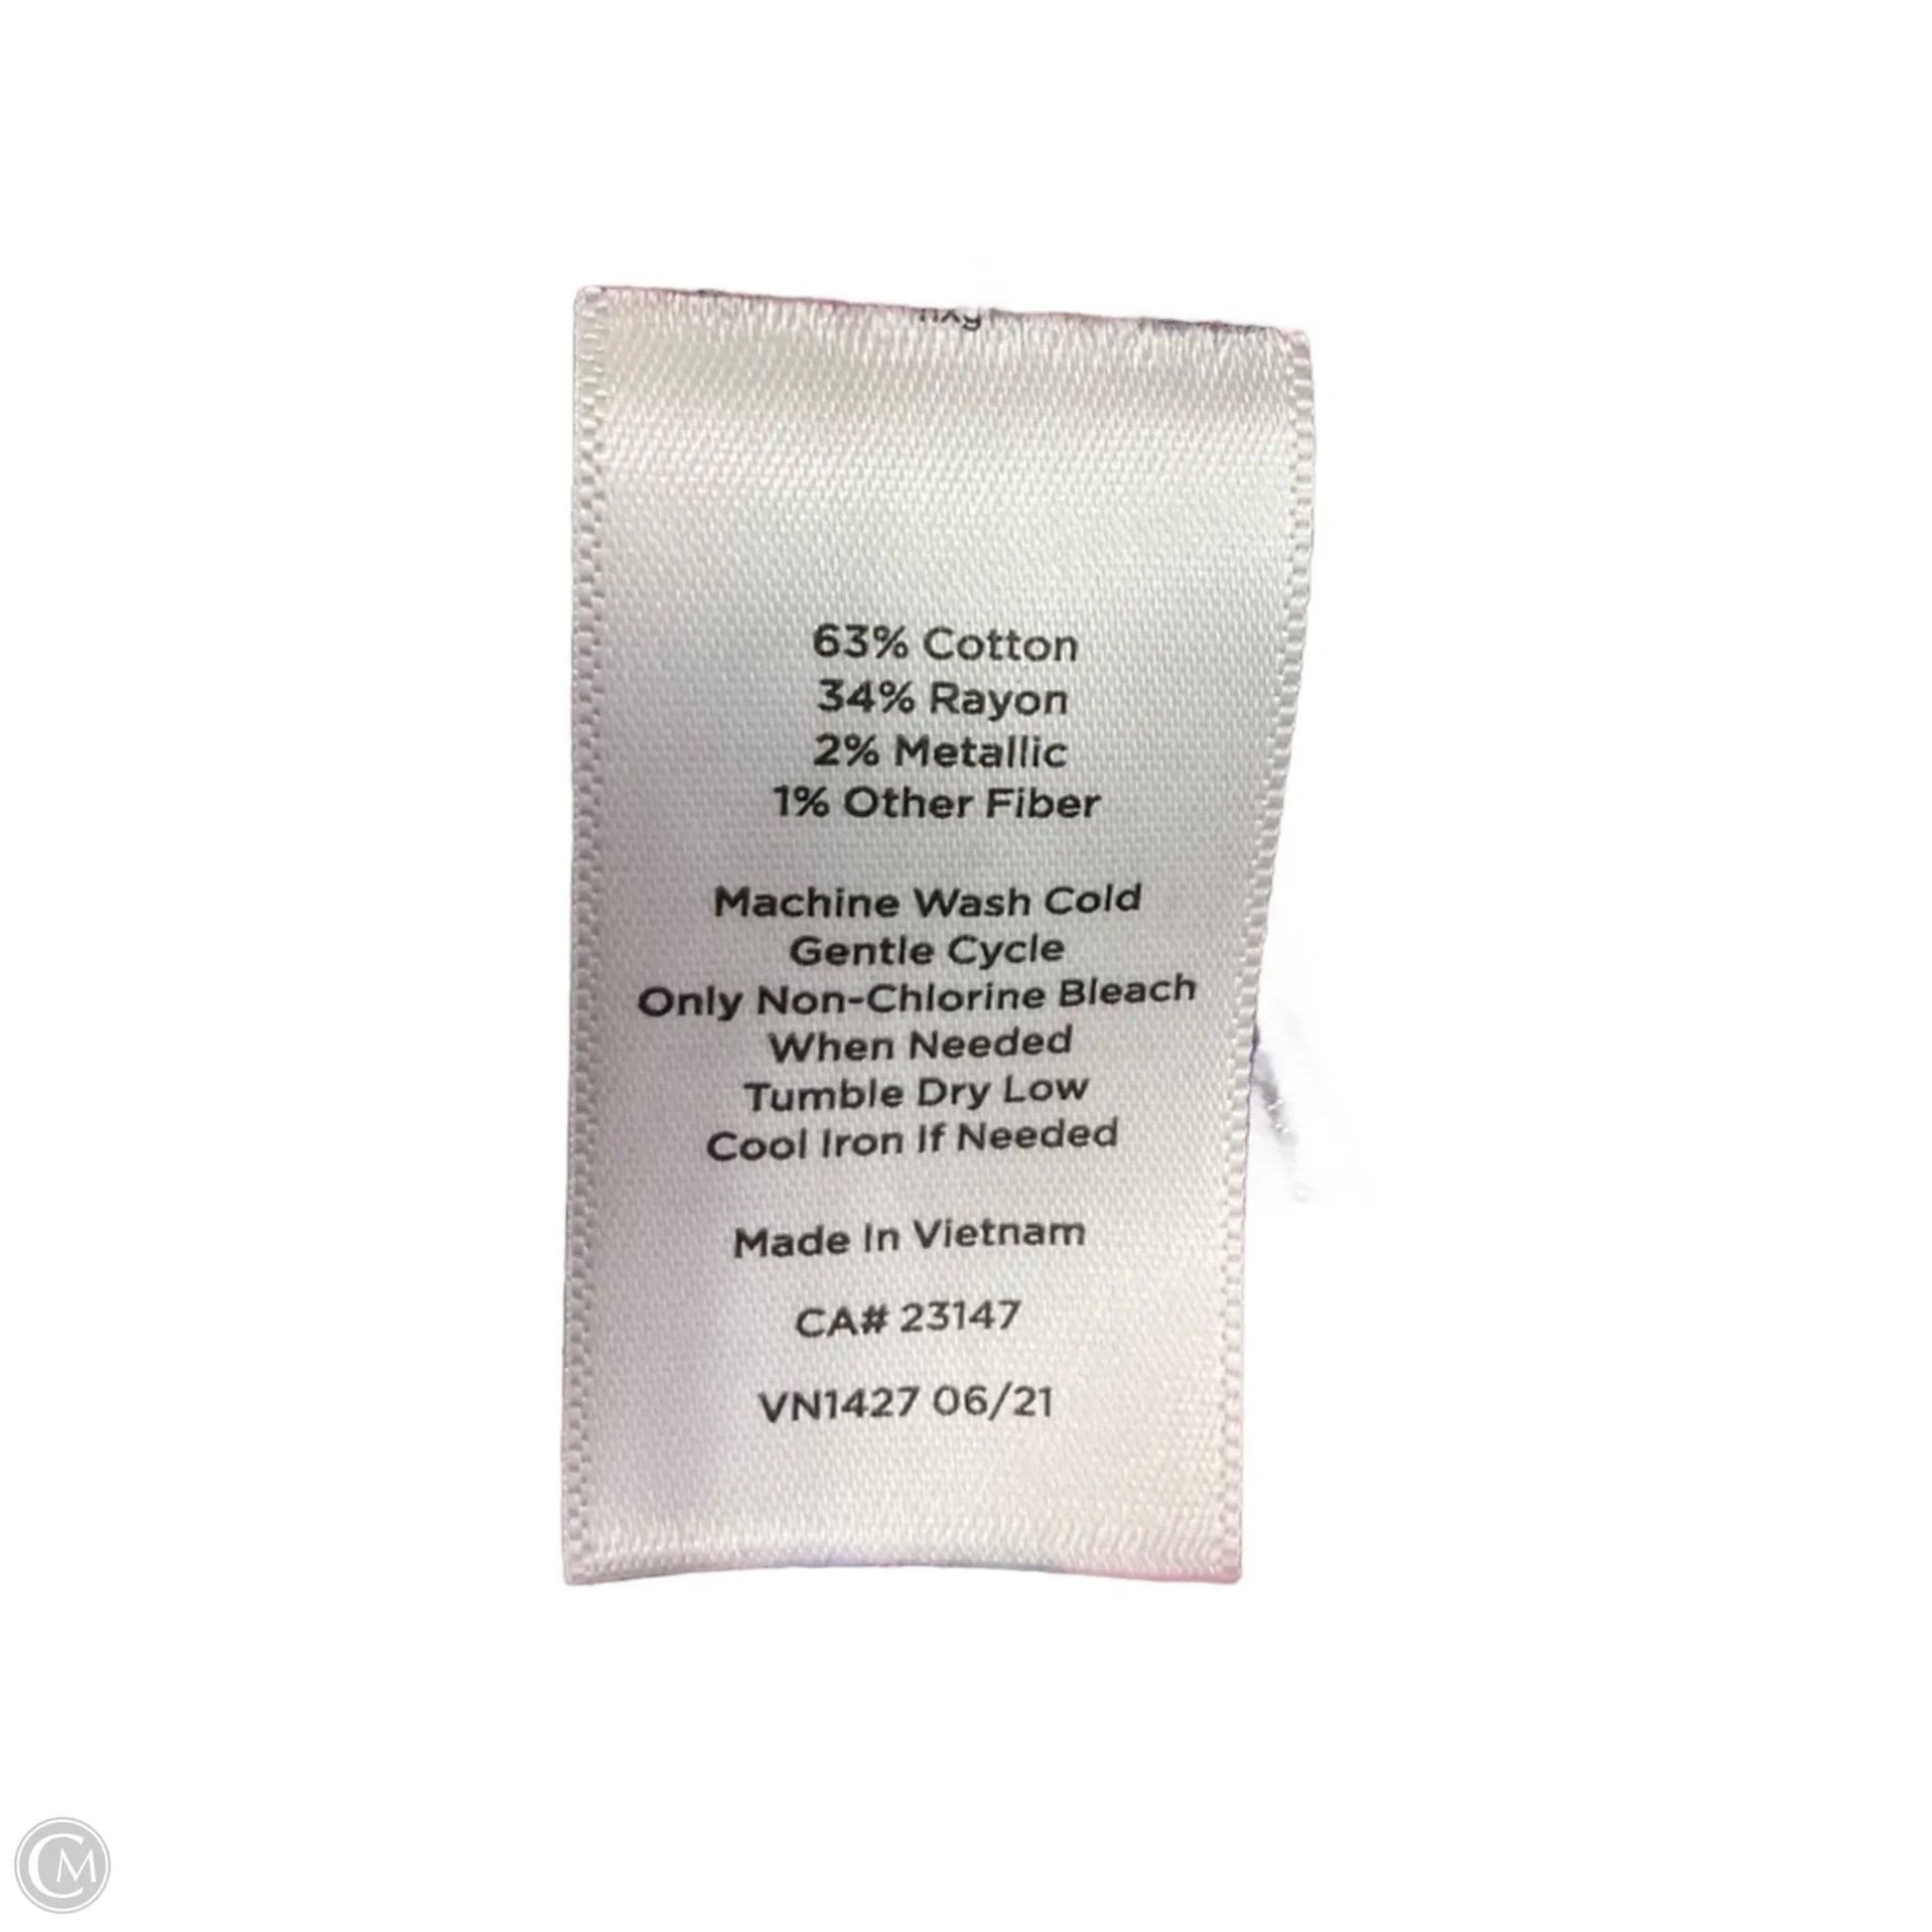 63% Cotton
34% Rayon
2% Metallic
1% Other Fiber
Machine Wash Cold
Gentle Cycle
Only Non-Chlorine Bleach
When Needed
Tumble Dry Low
Cool Iron If Needed
Made In Vietnam
CA# 23147
VN1427 06/21
CM